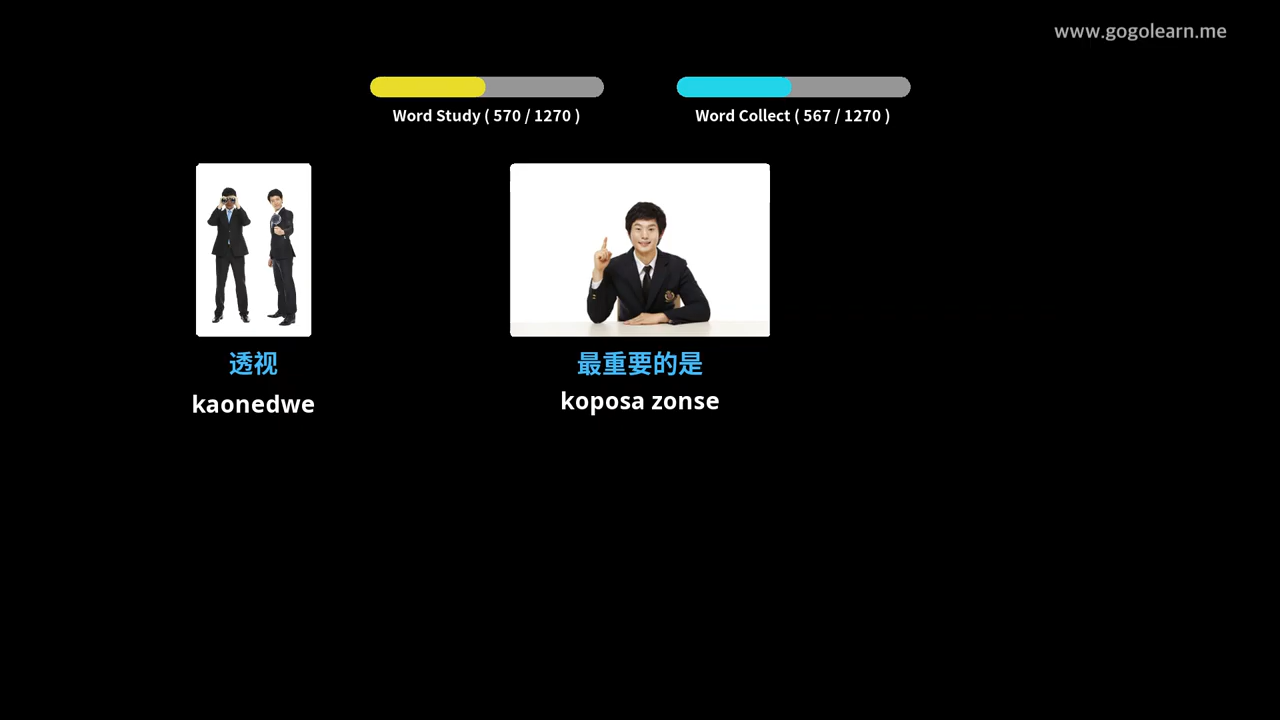 www.gogolearn.me
Word Study ( 570 / 1270 )
Word Collect ( 567 / 1270 )
透视
kaonedwe
最重要的是
koposa zonse